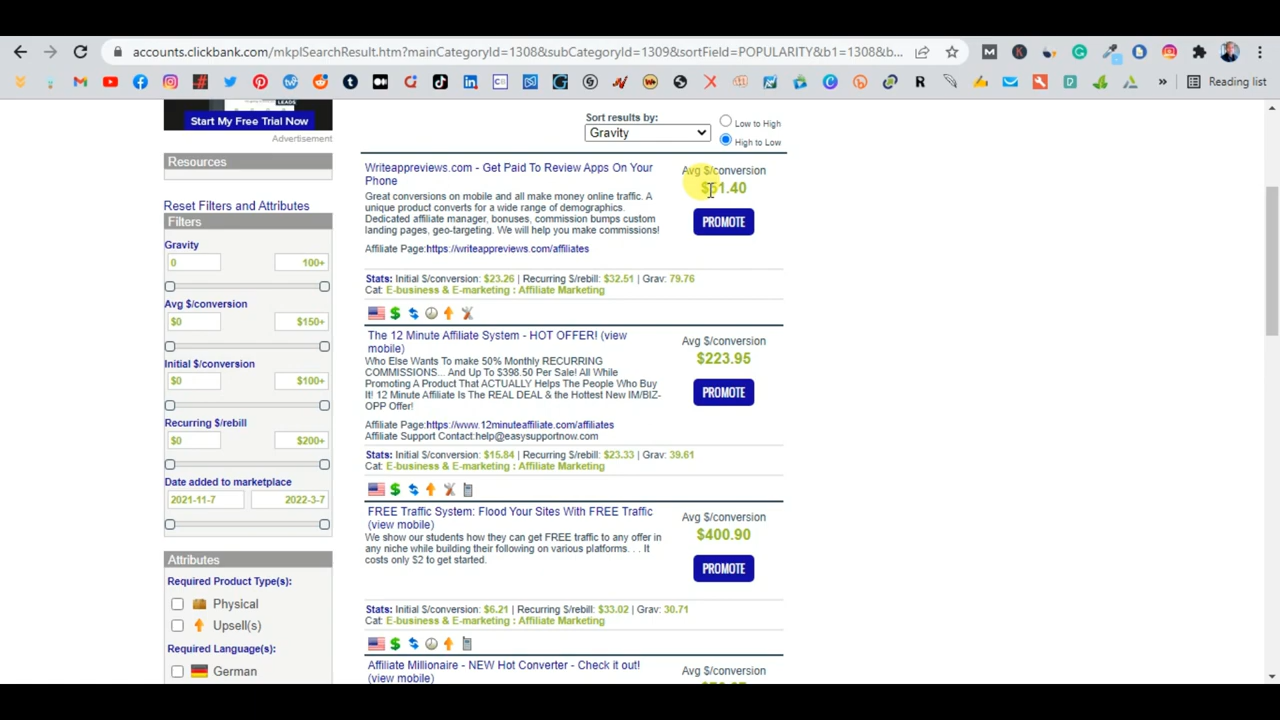 accounts.clickbank.com/mkplSearchResult.htm?mainCategoryId=1308&subCategoryId=1309&sortField=POPULARITY&b1=1308&b...
Reading list
LEADS
Start My Free Trial Now
Advertisement
Resources
Reset Filters and Attributes
Filters
Gravity
0 100+
Avg $/conversion
$0 $150+
Initial $/conversion
$0 $100+
Recurring $/rebill
$0 $200+
Date added to marketplace
2021-11-7 2022-3-7
Attributes
Required Product Type(s):
Physical
Upsell(s)
Required Language(s):
German
Sort results by:
Gravity
Low to High
High to Low
Writeappreviews.com - Get Paid To Review Apps On Your
Phone
Great conversions on mobile and all make money online traffic. A
unique product converts for a wide range of demographics.
Dedicated affiliate manager, bonuses, commission bumps custom
landing pages, geo-targeting. We will help you make commissions!
Affiliate Page:https://writeappreviews.com/affiliates
Avg $/conversion
PROMOTE
Stats: Initial $/conversion: $23.26 | Recurring $/rebill: $32.51 | Grav: 79.76
Cat: E-business & E-marketing : Affiliate Marketing
The 12 Minute Affiliate System - HOT OFFER! (view
mobile)
Who Else Wants To make 50% Monthly RECURRING
COMMISSIONS... And Up To $398.50 Per Sale! All While
Promoting A Product That ACTUALLY Helps The People Who Buy
It! 12 Minute Affiliate Is The REAL DEAL & the Hottest New IM/BIZ-
OPP Offer!
Affiliate Page:https://www.12minuteaffiliate.com/affiliates
Affiliate Support Contact:help@easysupportnow.com
Avg $/conversion
$223.95
PROMOTE
Stats: Initial $/conversion: $15.84 | Recurring $/rebill: $23.33 | Grav: 39.61
Cat: E-business & E-marketing : Affiliate Marketing
FREE Traffic System: Flood Your Sites With FREE Traffic
(view mobile)
We show our students how they can get FREE traffic to any offer in
any niche while building their following on various platforms. . . It
costs only $2 to get started.
Avg $/conversion
$400.90
PROMOTE
Stats: Initial $/conversion: $6.21 | Recurring $/rebill: $33.02 | Grav: 30.71
Cat: E-business & E-marketing : Affiliate Marketing
Affiliate Millionaire - NEW Hot Converter - Check it out!
(view mobile)
Avg $/conversion